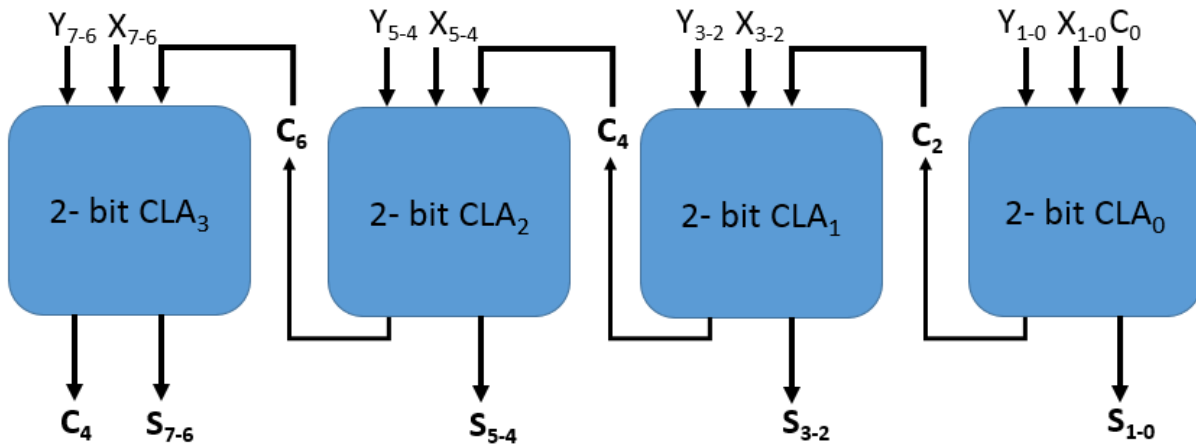 Y₇₋₆ X₇₋₆ Y₅₋₄ X₅₋₄ Y₃₋₂ X₃₋₂ Y₁₋₀ X₁₋₀ C₀
C₆ C₄ C₂
2- bit CLA₃ 2- bit CLA₂ 2- bit CLA₁ 2- bit CLA₀
C₄ S₇₋₆ S₅₋₄ S₃₋₂ S₁₋₀